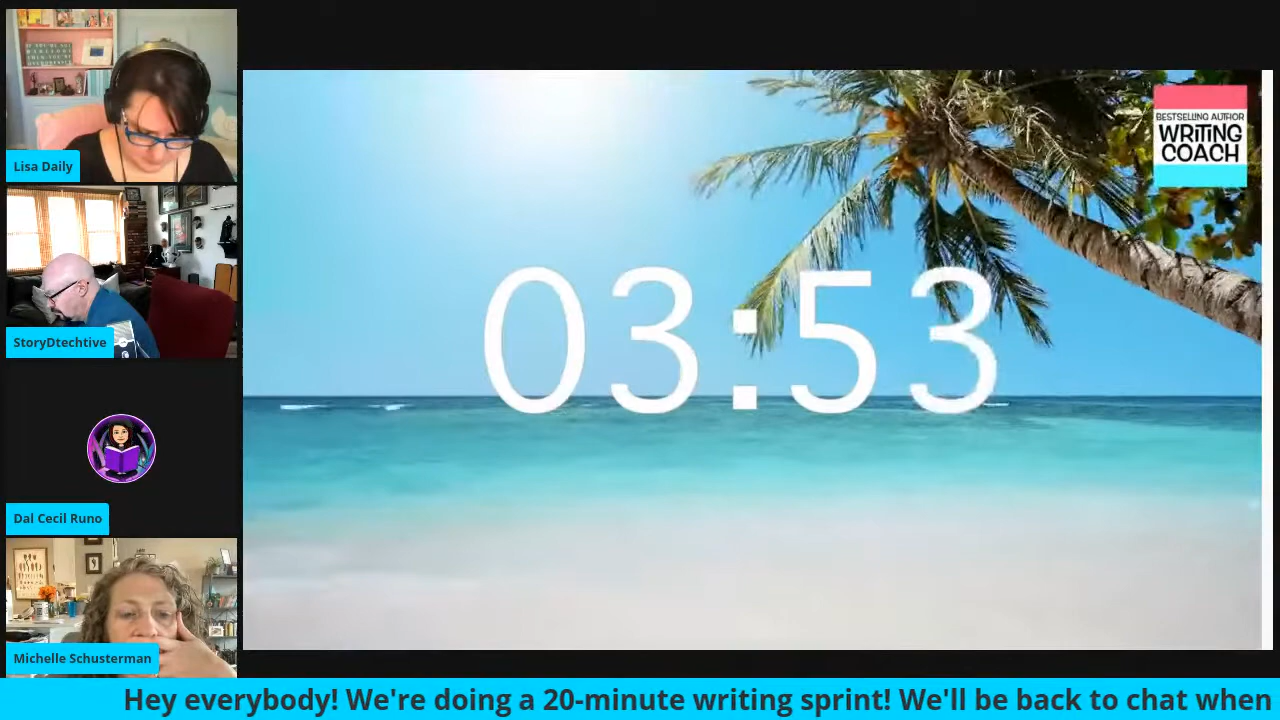 Lisa Daily
StoryDtechtive
Dal Cecil Runo
Michelle Schusterman
03:53
BESTSELLING AUTHOR
WRITING
COACH
Hey everybody! We're doing a 20-minute writing sprint! We'll be back to chat when